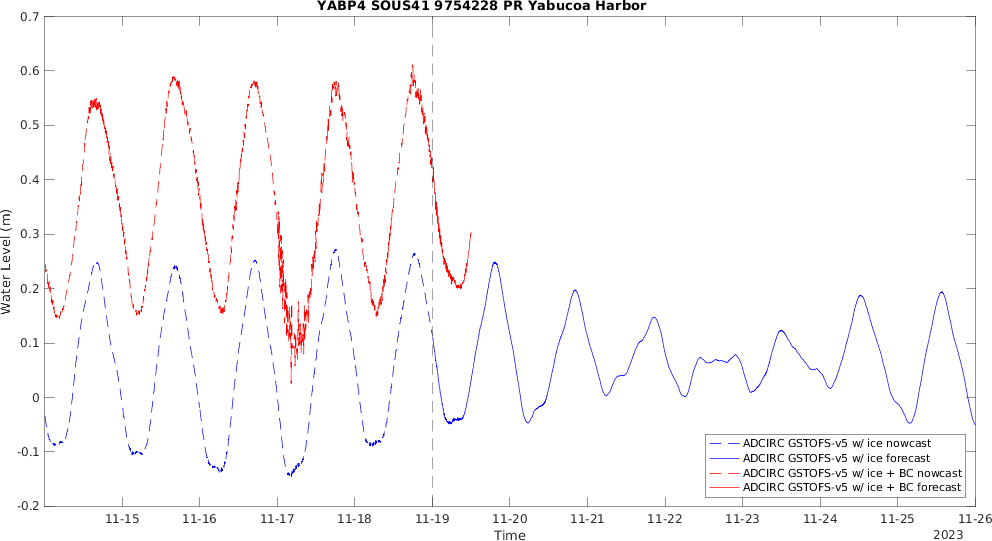 YABP4 SOUS41 9754228 PR Yabucoa Harbor
0.7
0.6
0.5
0.4
0.3
0.2
0.1
0
-0.1
-0.2
Water Level (m)
11-15 11-16 11-17 11-18 11-19 11-20 11-21 11-22 11-23 11-24 11-25 11-26
Time
2023
ADCIRC GSTOFS-v5 w/ ice nowcast
ADCIRC GSTOFS-v5 w/ ice forecast
ADCIRC GSTOFS-v5 w/ ice + BC nowcast
ADCIRC GSTOFS-v5 w/ ice + BC forecast